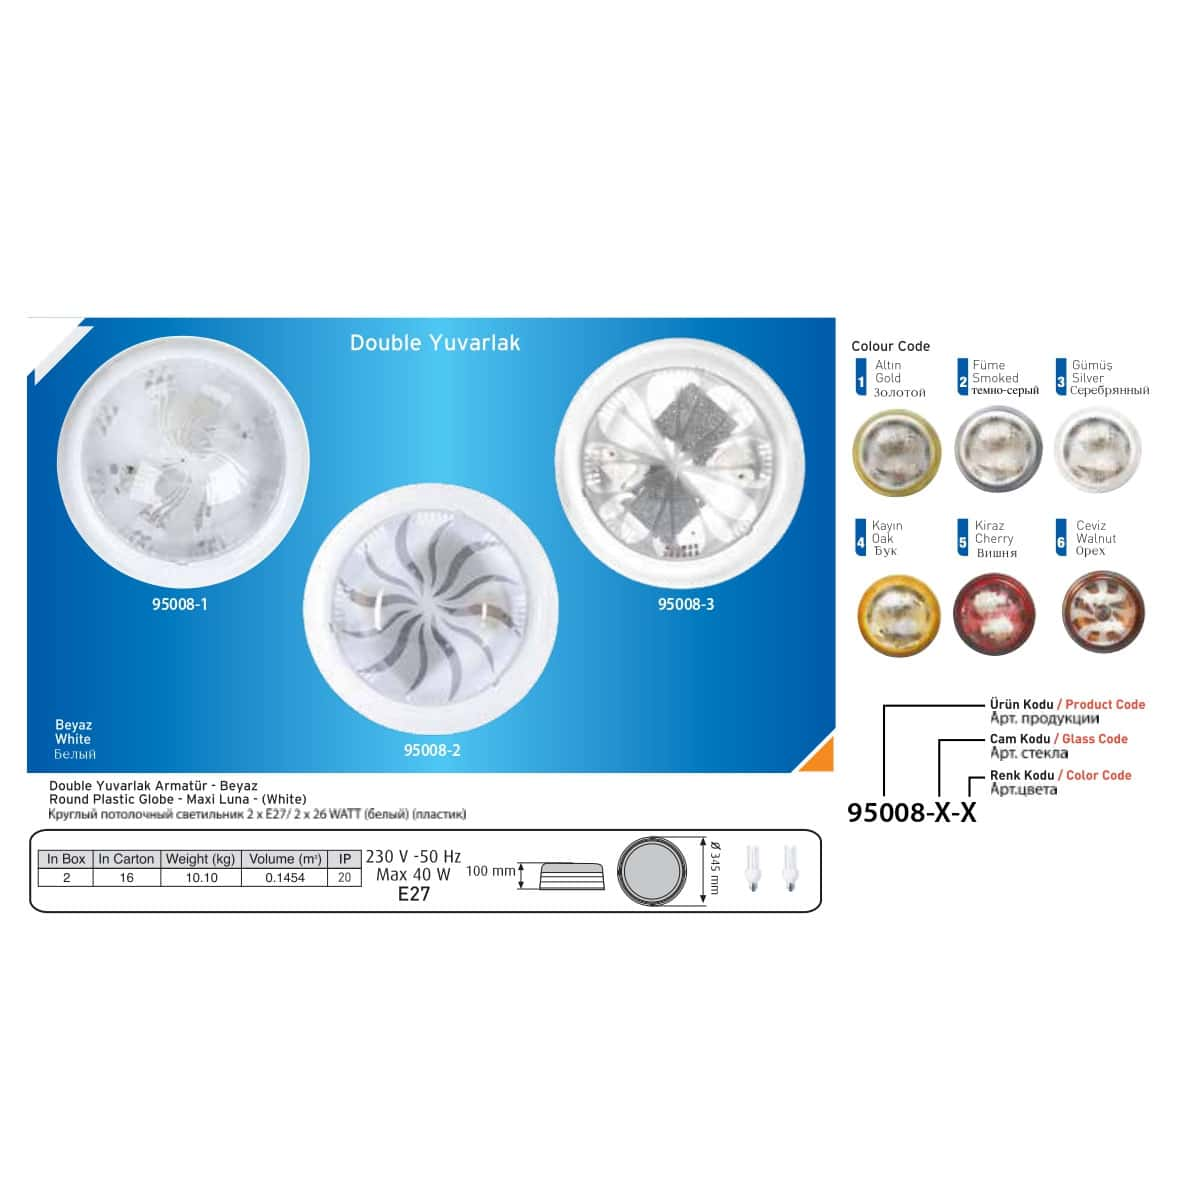 Double Yuvarlak
95008-1
95008-2
95008-3
Beyaz
White
Белый
Colour Code
1
Altın
Gold
Золотой
2
Füme
Smoked
темно-серый
3
Gümüş
Silver
Серебрянный
4
Kayın
Oak
Бук
5
Kiraz
Cherry
Вишня
6
Ceviz
Walnut
Орех
Ürün Kodu / Product Code
Арт. продукции
Cam Kodu / Glass Code
Арт. стекла
Renk Kodu / Color Code
Арт.цвета
95008-X-X
Double Yuvarlak Armatür - Beyaz
Round Plastic Globe - Maxi Luna - (White)
Круглый потолочный светильник 2 x E27/ 2 x 26 WATT (белый) (пластик)
In Box In Carton Weight (kg) Volume (m³) IP
2 16 10.10 0.1454 20
230 V -50 Hz
Max 40 W
E27
100 mm
Ø 345 mm